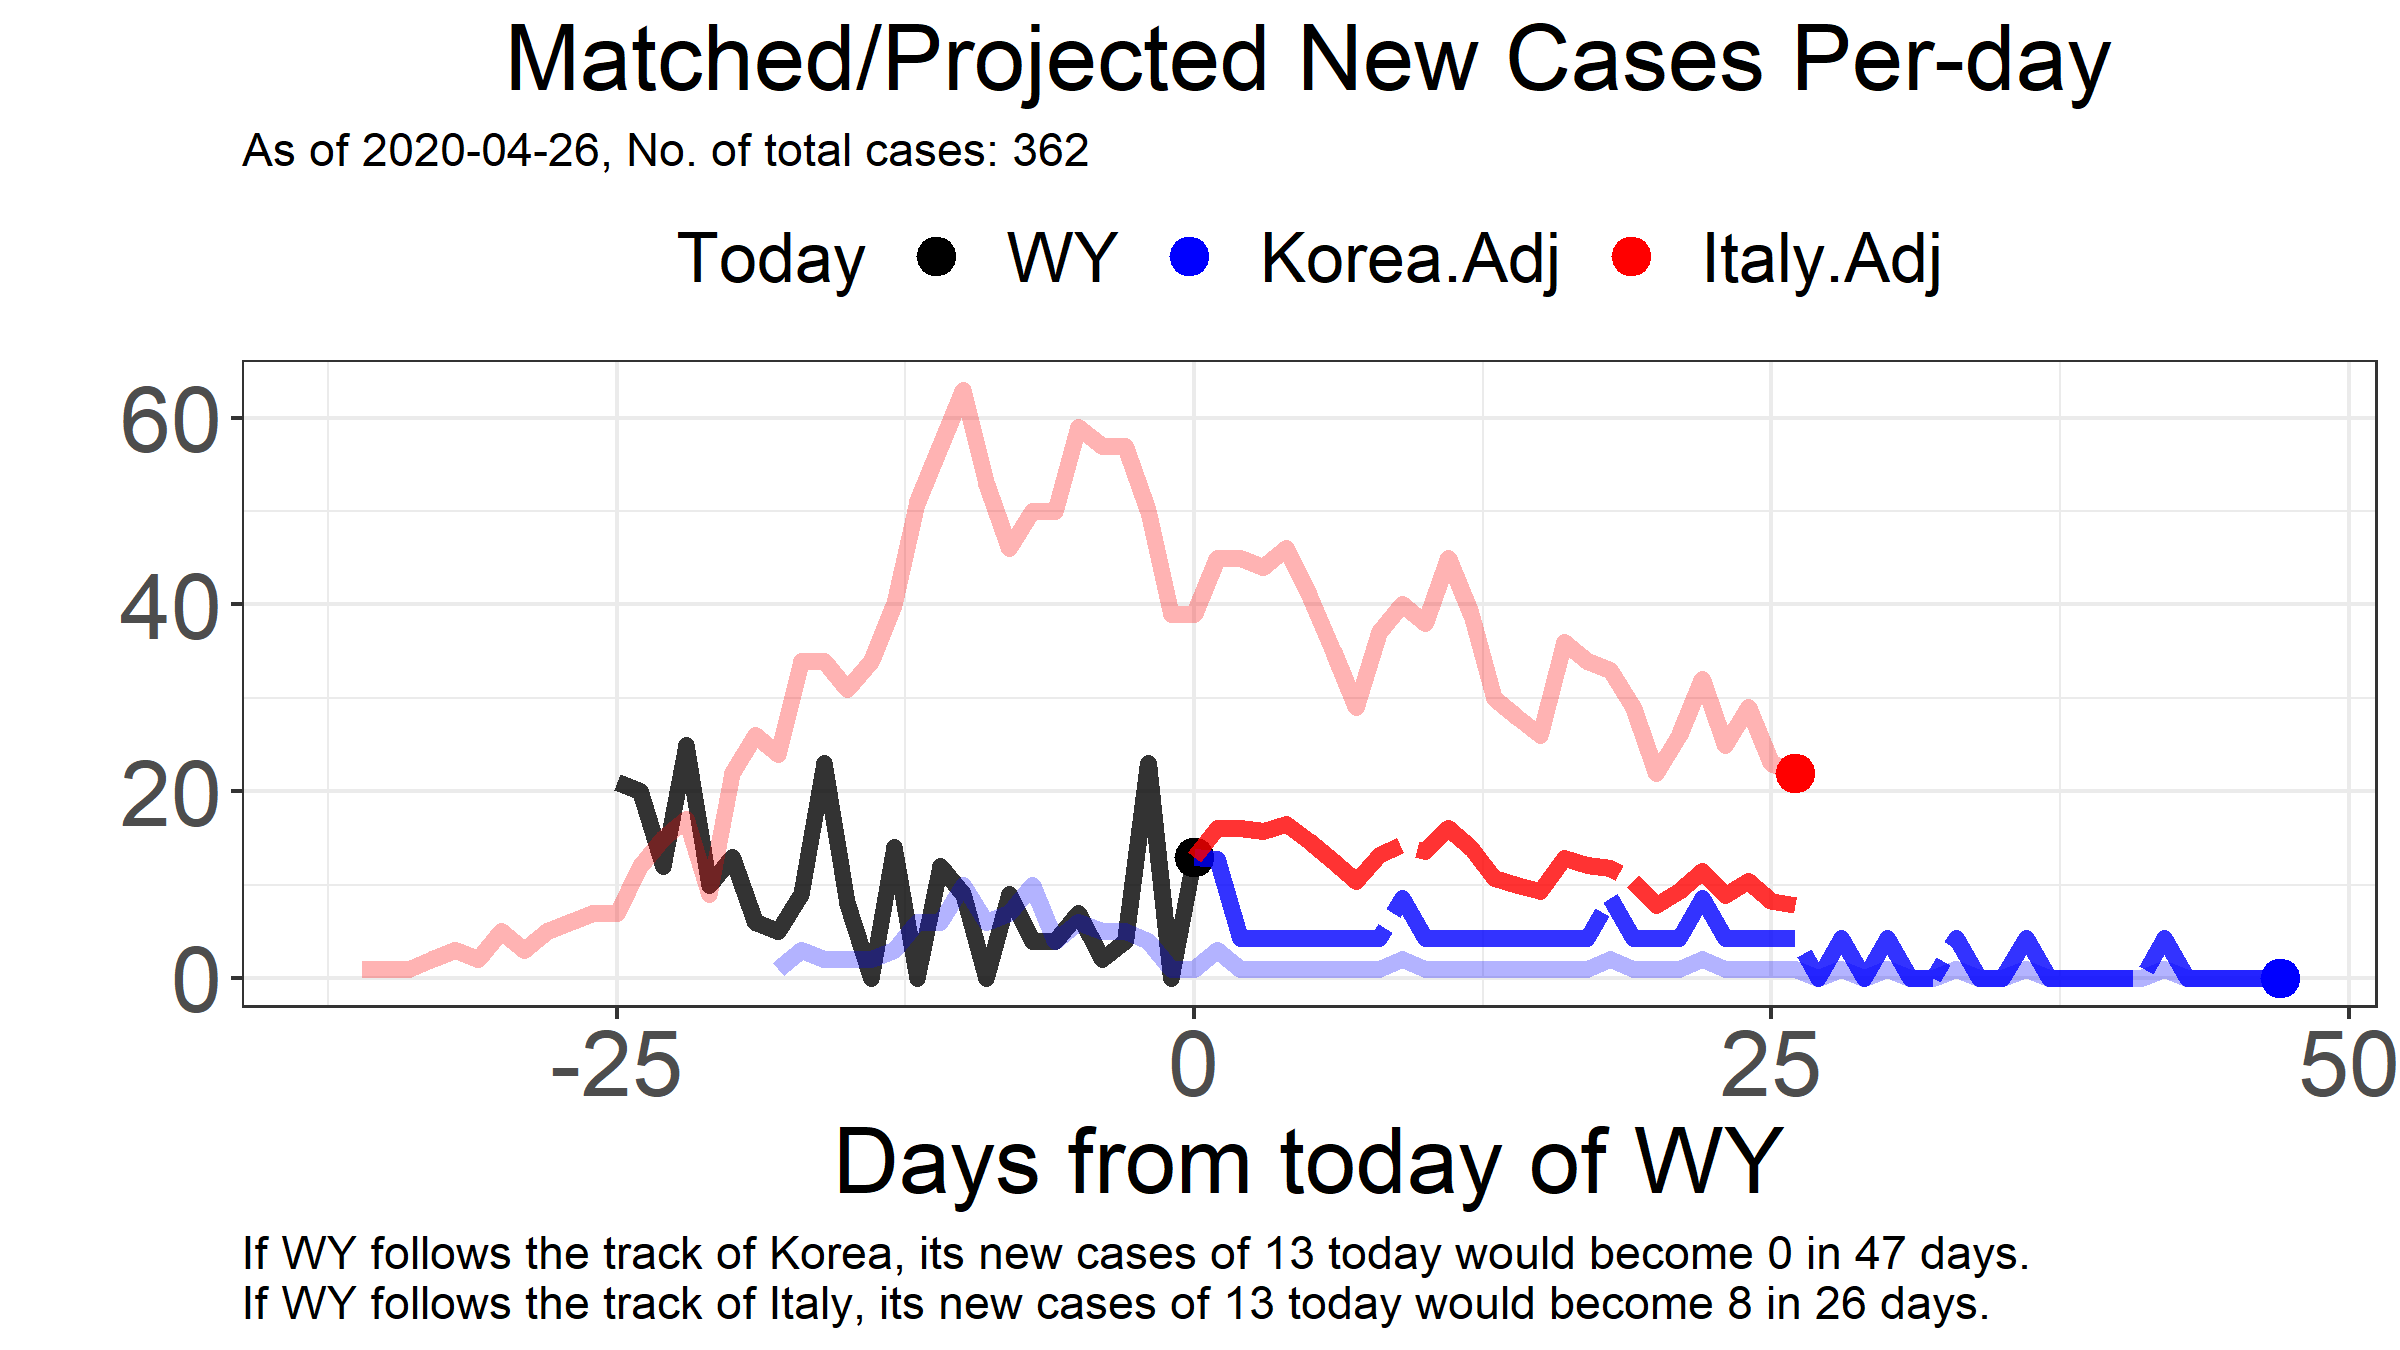 Matched/Projected New Cases Per-day
As of 2020-04-26, No. of total cases: 362
Today WY Korea.Adj Italy.Adj
60
40
20
0
-25 0 25 50
Days from today of WY
If WY follows the track of Korea, its new cases of 13 today would become 0 in 47 days.
If WY follows the track of Italy, its new cases of 13 today would become 8 in 26 days.